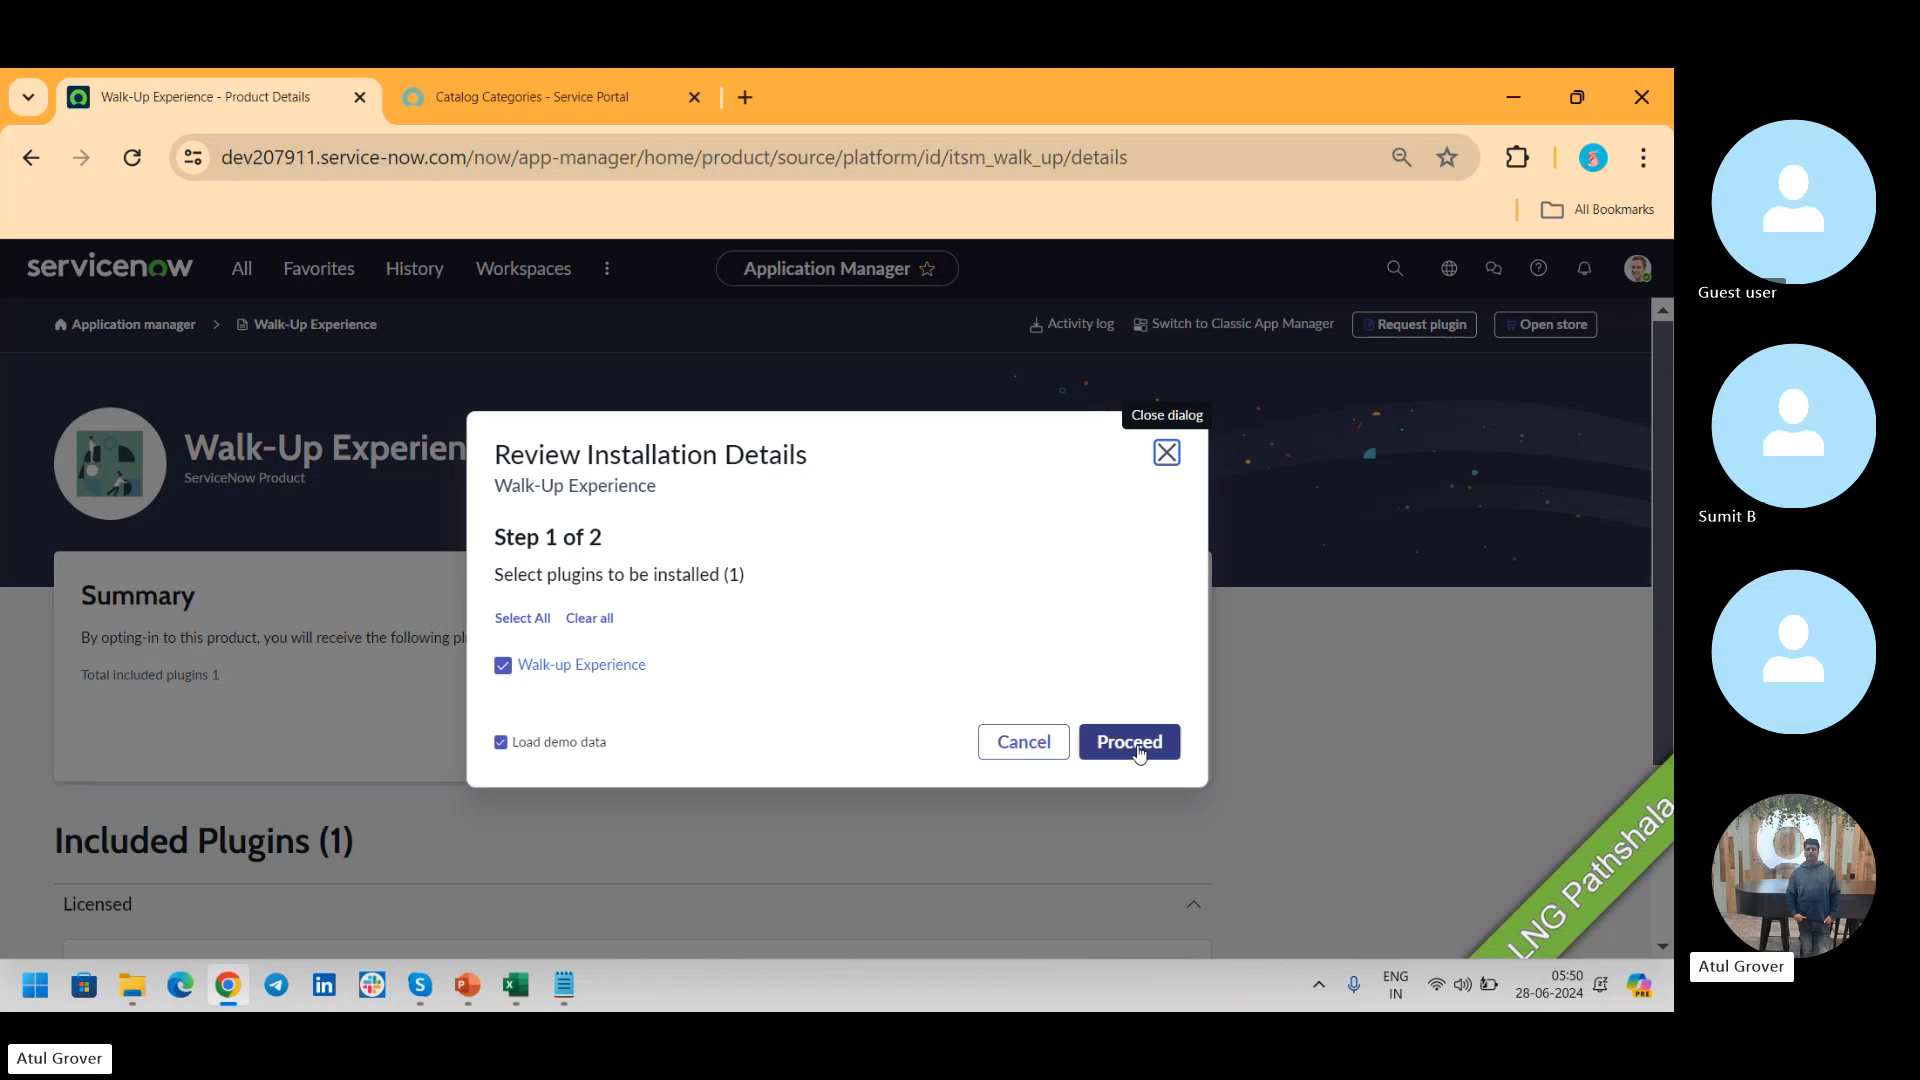 Walk-Up Experience - Product Details
Catalog Categories - Service Portal
dev207911.service-now.com/now/app-manager/home/product/source/platform/id/itsm_walk_up/details
All Bookmarks
servicenow
All
Favorites
History
Workspaces
Application Manager
Application manager
Walk-Up Experience
Activity log
Switch to Classic App Manager
Request plugin
Open store
Walk-Up Experien
ServiceNow Product
Close dialog
Review Installation Details
Walk-Up Experience
Step 1 of 2
Select plugins to be installed (1)
Select All
Clear all
Walk-up Experience
Load demo data
Cancel
Proceed
Summary
By opting-in to this product, you will receive the following pl
Total included plugins 1
Included Plugins (1)
Licensed
LNG Pathshala
ENG
IN
05:50
28-06-2024
PRE
Guest user
Sumit B
Atul Grover
Atul Grover